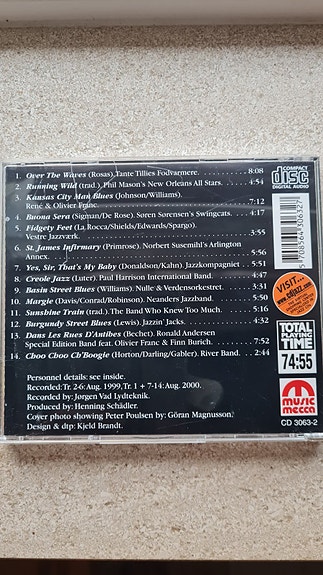 COMPACT
disc
DIGITAL AUDIO
1. Over The Waves (Rosas). Tante Tillies Fodvarmere. . . . . . . . . . 8:08
2. Running Wild (trad.). Phil Mason's New Orleans All Stars. . . . . 4:54
3. Kansas City Man Blues (Johnson/Williams).
René & Olivier Franc. . . . . . . . . . . . . . . . . . . . . 7:12
4. Buona Sera (Sigman/De Rose). Søren Sørensen's Swingcats. . . 4:17
5. Fidgety Feet (La Rocca/Shields/Edwards/Spargo).
Vestre Jazzværk. . . . . . . . . . . . . . . . . . . . . 3:55
6. St. James Infirmary (Primrose). Norbert Susemihl's Arlington
Annex. . . . . . . . . . . . . . . . . . . . . 5:56
7. Yes, Sir, That's My Baby (Donaldson/Kahn). Jazzkompagniet . . 5:51
8. Creole Jazz (Luter). Paul Harrison International Band. . . . . . 4:47
9. Basin Street Blues (Williams). Nulle & Verdensorkestret. . . . . 3:31
10. Margie (Davis/Conrad/Robinson). Neanders Jazzband. . . . . . 5:50
11. Sunshine Train (trad.). The Band Who Knew Too Much. . . . . 5:17
12. Burgundy Street Blues (Lewis). Jazzin' Jacks. . . . . . . . . 4:32
13. Dans Les Rues D'Antibes (Bechet). Ronald Andersen
Special Edition Band feat. Olivier Franc & Finn Burich. . . . . . 7:52
14. Choo Choo Ch'Boogie (Horton/Darling/Gabler). River Band. . . 2:44
Personnel details: see inside.
Recorded: Tr. 2-6: Aug. 1999, Tr. 1 + 7-14: Aug. 2000.
Recorded by: Jørgen Vad Lydteknik.
Produced by: Henning Schädler.
Cover photo showing Peter Poulsen by: Göran Magnusson.
Design & dtp: Kjeld Brandt.
5 708564 306327
VISIT:
TOTAL
PLAYING
TIME
74:55
music
mecca
CD 3063-2